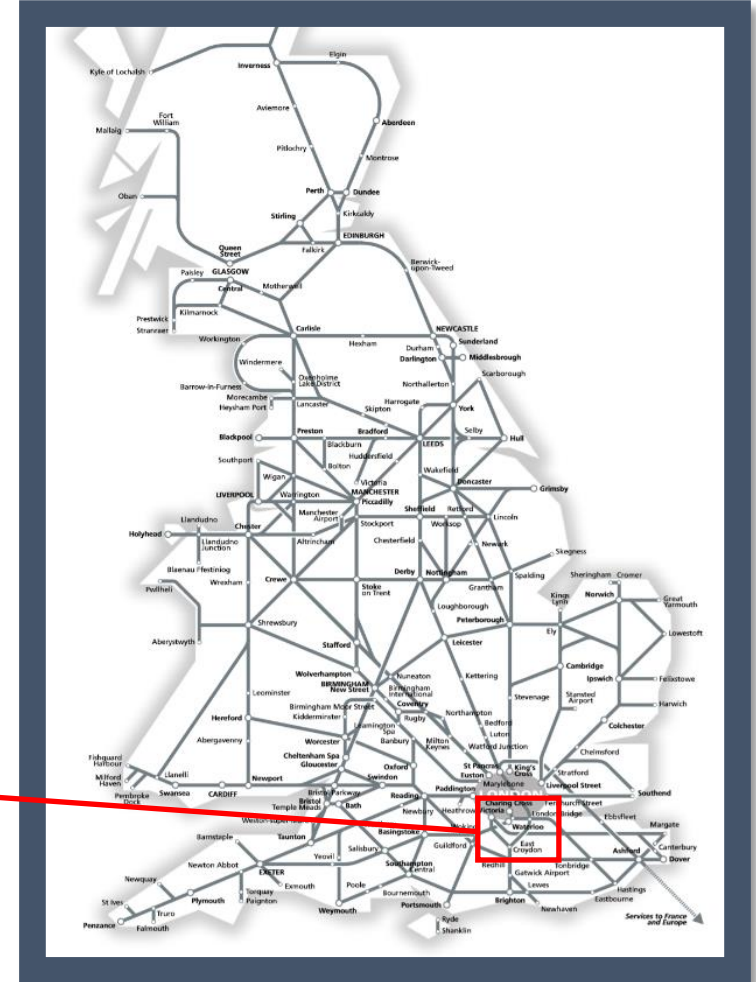 Elgin
Inverness
Kyle of Lochalsh
Aviemore
Fort
William
Mallaig
Aberdeen
Pitlochry
Montrose
Perth
Dundee
Oban
Stirling
Kirkcaldy
EDINBURGH
Queen
Street
Falkirk
Berwick-
upon-Tweed
Paisley
GLASGOW
Central
Motherwell
Prestwick
Kilmarnock
Stranraer
Carlisle
NEWCASTLE
Workington
Hexham
Sunderland
Durham
Darlington
Middlesbrough
Windermere
Scarborough
Oxenholme
Lake District
Barrow-in-Furness
Northallerton
Morecambe
Lancaster
Harrogate
York
Heysham Port
Skipton
Blackpool
Preston
Bradford
LEEDS
Selby
Hull
Blackburn
Huddersfield
Southport
Bolton
Wakefield
Wigan
Victoria
Doncaster
MANCHESTER
Grimsby
LIVERPOOL
Warrington
Piccadilly
Manchester
Airport
Sheffield
Retford
Lincoln
Llandudno
Chester
Stockport
Worksop
Holyhead
Llandudno
Junction
Altrincham
Chesterfield
Newark
Skegness
Blaenau Ffestiniog
Derby
Nottingham
Pwllheli
Wrexham
Crewe
Stoke
on Trent
Grantham
Spalding
Sheringham
Cromer
Kings
Lynn
Norwich
Great
Yarmouth
Loughborough
Shrewsbury
Peterborough
Ely
Lowestoft
Aberystwyth
Stafford
Leicester
Wolverhampton
Cambridge
BIRMINGHAM
New Street
Nuneaton
Kettering
Ipswich
Felixstowe
Birmingham
International
Leominster
Stevenage
Stansted
Airport
Birmingham Moor Street
Coventry
Harwich
Hereford
Kidderminster
Rugby
Northampton
Leamington
Spa
Bedford
Colchester
Abergavenny
Worcester
Banbury
Milton
Keynes
Luton
Watford Junction
Chelmsford
Cheltenham Spa
Gloucester
Fishguard
Harbour
Oxford
St Pancras
King's
Cross
Euston
Stratford
Milford
Haven
Llanelli
Newport
Swindon
Marylebone
Liverpool Street
Pembroke
Dock
Swansea
CARDIFF
Bristol Parkway
Reading
Paddington
Southend
Bristol
Temple Meads
Bath
Newbury
Heathrow
Charing Cross
Fenchurch Street
Victoria
London Bridge
Ebbsfleet
Woking
Waterloo
Margate
Barnstaple
Taunton
Basingstoke
Guildford
East
Croydon
Canterbury
Salisbury
Ashford
Dover
Yeovil
Southampton
Central
Redhill
Tonbridge
Newton Abbot
EXETER
Gatwick Airport
Newquay
Exmouth
Poole
Bournemouth
Lewes
Hastings
Eastbourne
St Ives
Plymouth
Torquay
Paignton
Weymouth
Portsmouth
Brighton
Newhaven
Truro
Penzance
Falmouth
Ryde
Shanklin
Services to France
and Europe